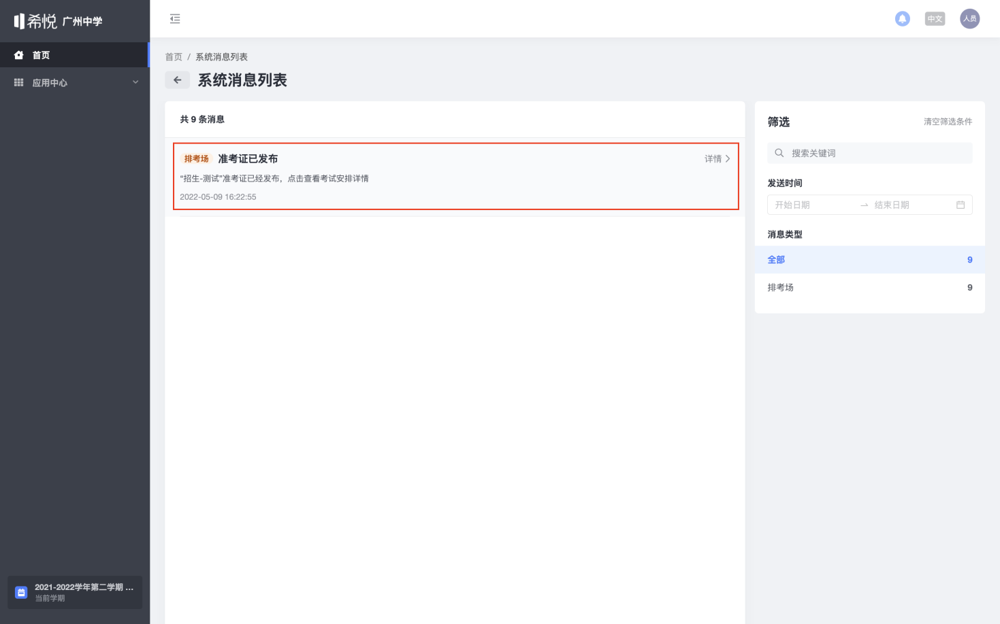 希悦 广州中学
首页
应用中心
2021-2022学年第二学期 ...
当前学期
中文
人员
首页 / 系统消息列表
系统消息列表
共 9 条消息
排考场 准考证已发布
详情
“招生-测试”准考证已经发布，点击查看考试安排详情
2022-05-09 16:22:55
筛选
清空筛选条件
搜索关键词
发送时间
开始日期 → 结束日期
消息类型
全部 9
排考场 9